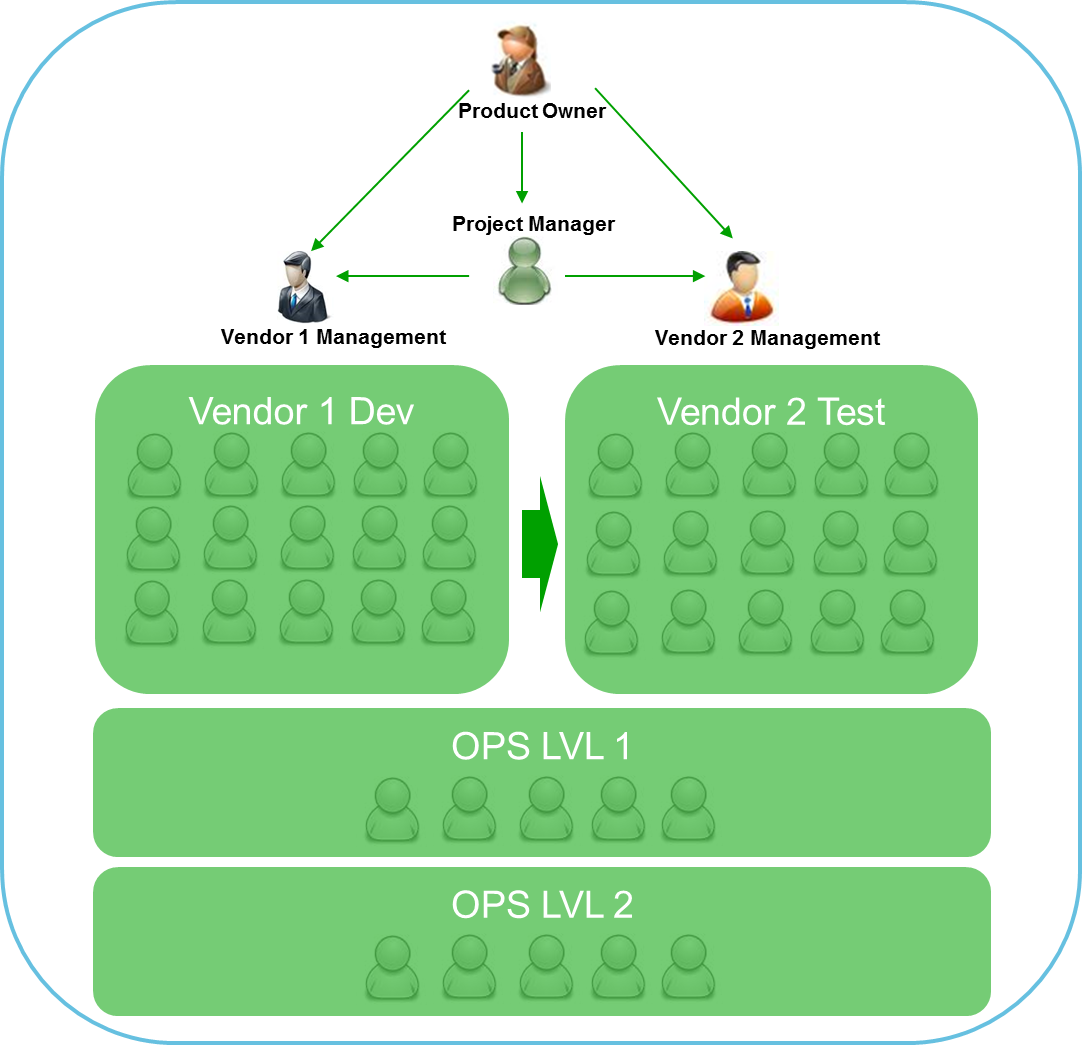 Product Owner
Project Manager
Vendor 1 Management
Vendor 2 Management
Vendor 1 Dev
Vendor 2 Test
OPS LVL 1
OPS LVL 2